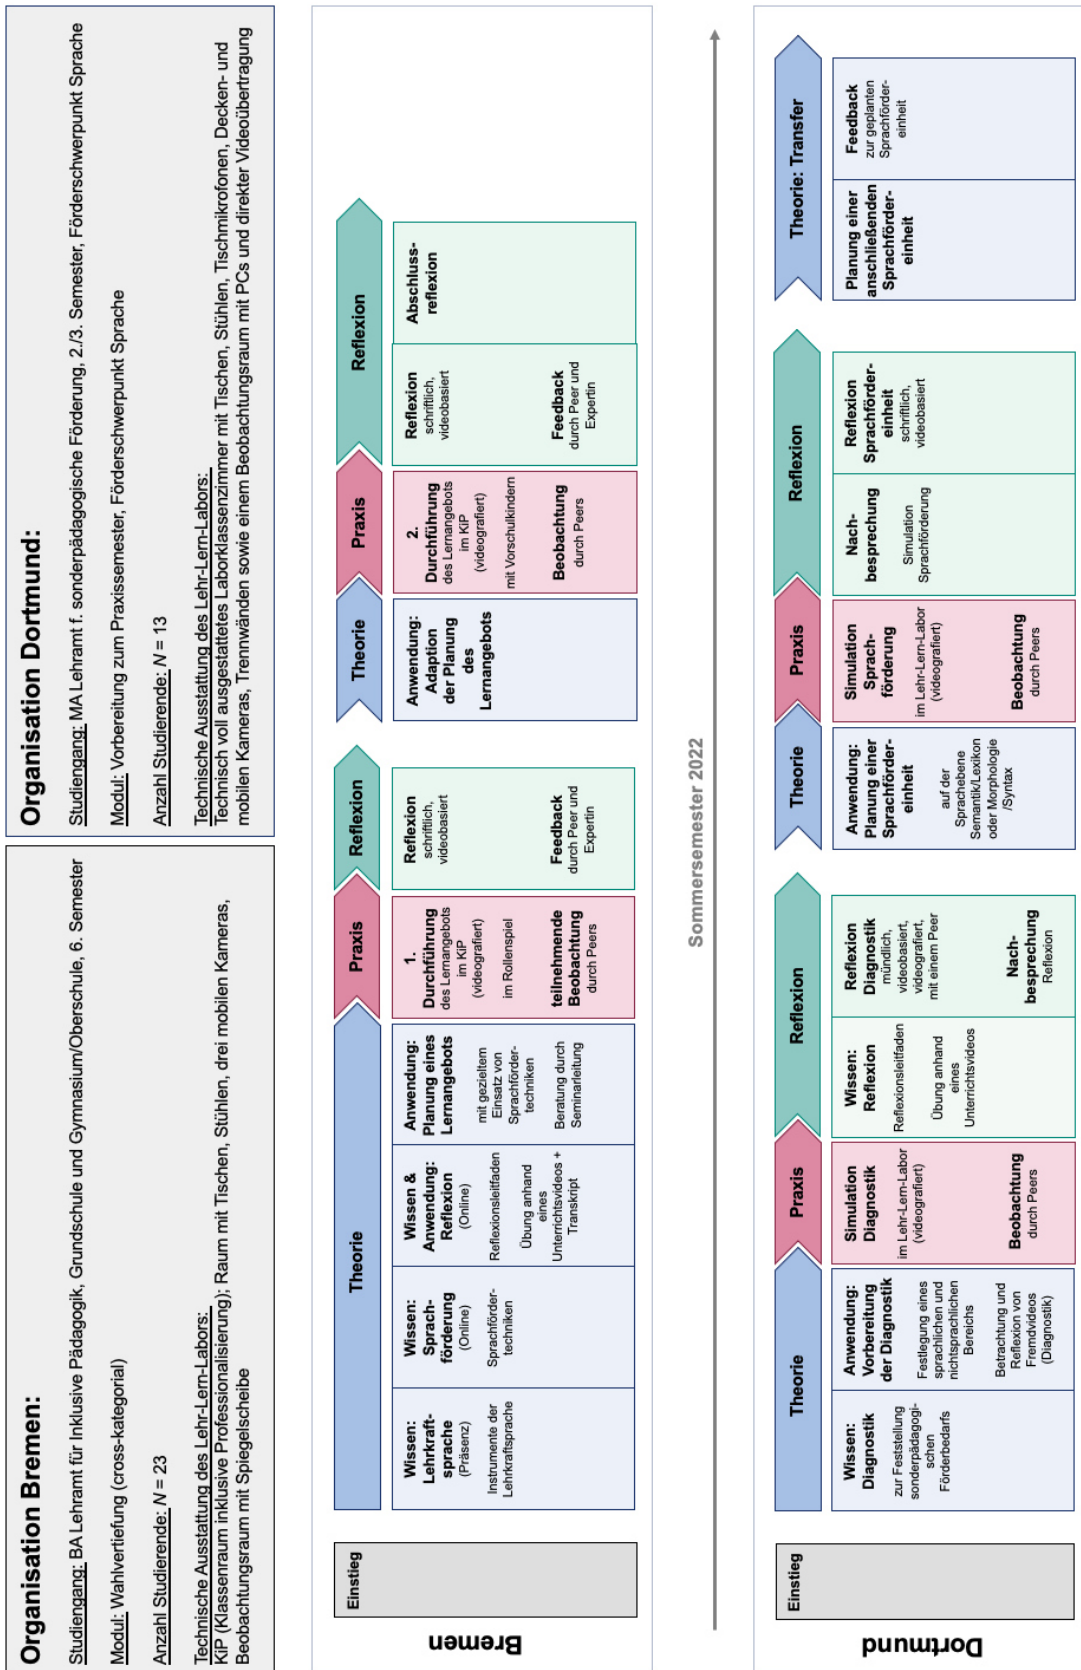 Organisation Bremen:
Studiengang: BA Lehramt für Inklusive Pädagogik, Grundschule und Gymnasium/Oberschule, 6. Semester
Modul: Wahlvertiefung (cross-kategorial)
Anzahl Studierende: N = 23
Technische Ausstattung des Lehr-Lern-Labors:
KiP (Klassenraum inklusive Professionalisierung); Raum mit Tischen, Stühlen, drei mobilen Kameras,
Beobachtungsraum mit Spiegelscheibe
Organisation Dortmund:
Studiengang: MA Lehramt f. sonderpädagogische Förderung, 2./3. Semester, Förderschwerpunkt Sprache
Modul: Vorbereitung zum Praxissemester, Förderschwerpunkt Sprache
Anzahl Studierende: N = 13
Technische Ausstattung des Lehr-Lern-Labors:
Technisch voll ausgestattetes Laborklassenzimmer mit Tischen, Stühlen, Tischmikrofonen, Decken- und
mobilen Kameras, Trennwänden sowie einem Beobachtungsraum mit PCs und direkter Videoübertragung
Bremen
Einstieg
Theorie
Wissen:
Lehrkraft-
sprache
(Präsenz)
Instrumente der
Lehrkraftsprache
Wissen:
Sprach-
förderung
(Online)
Sprachförder-
techniken
Wissen &
Anwendung:
Reflexion
(Online)
Reflexionsleitfaden
Übung anhand
eines
Unterrichtsvideos +
Transkript
Anwendung:
Planung eines
Lernangebots
mit gezieltem
Einsatz von
Sprachförder-
techniken
Beratung durch
Seminarleitung
Praxis
1.
Durchführung
des Lernangebots
im KiP
(videografiert)
im Rollenspiel
teilnehmende
Beobachtung
durch Peers
Reflexion
Reflexion
schriftlich,
videobasiert
Feedback
durch Peer und
Expertin
Theorie
Anwendung:
Adaption
der Planung
des
Lernangebots
Praxis
2.
Durchführung
des Lernangebots
im KiP
(videografiert)
mit Vorschulkindern
Beobachtung
durch Peers
Reflexion
Reflexion
schriftlich,
videobasiert
Feedback
durch Peer und
Expertin
Abschluss-
reflexion
Sommersemester 2022
Dortmund
Einstieg
Theorie
Wissen:
Diagnostik
zur Feststellung
sonderpädagogi-
schen
Förderbedarfs
Anwendung:
Vorbereitung
der Diagnostik
Festlegung eines
sprachlichen und
nichtsprachlichen
Bereichs
Betrachtung und
Reflexion von
Fremdvideos
(Diagnostik)
Praxis
Simulation
Diagnostik
im Lehr-Lern-Labor
(videografiert)
Beobachtung
durch Peers
Reflexion
Wissen:
Reflexion
Reflexionsleitfaden
Übung anhand
eines
Unterrichtsvideos
Reflexion
Diagnostik
mündlich,
videobasiert,
videografiert,
mit einem Peer
Nach-
besprechung
Reflexion
Theorie
Anwendung:
Planung einer
Sprachförder-
einheit
auf der
Sprachebene
Semantik/Lexikon
oder Morphologie
/Syntax
Praxis
Simulation
Sprach-
förderung
im Lehr-Lern-Labor
(videografiert)
Beobachtung
durch Peers
Reflexion
Nach-
besprechung
Simulation
Sprachförderung
Reflexion
Sprachförder-
einheit
schriftlich,
videobasiert
Theorie: Transfer
Planung einer
anschließenden
Sprachförder-
einheit
Feedback
zur geplanten
Sprachförder-
einheit